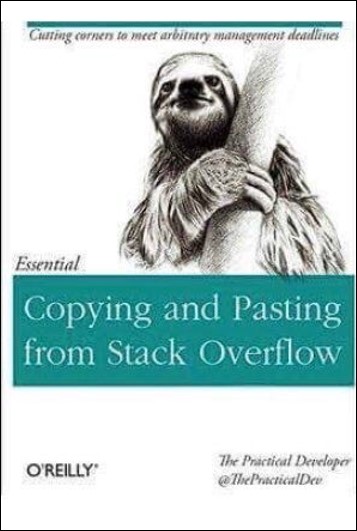 Cutting corners to meet arbitrary management deadlines
Essential
Copying and Pasting
from Stack Overflow
O'REILLY®
The Practical Developer
@ThePracticalDev